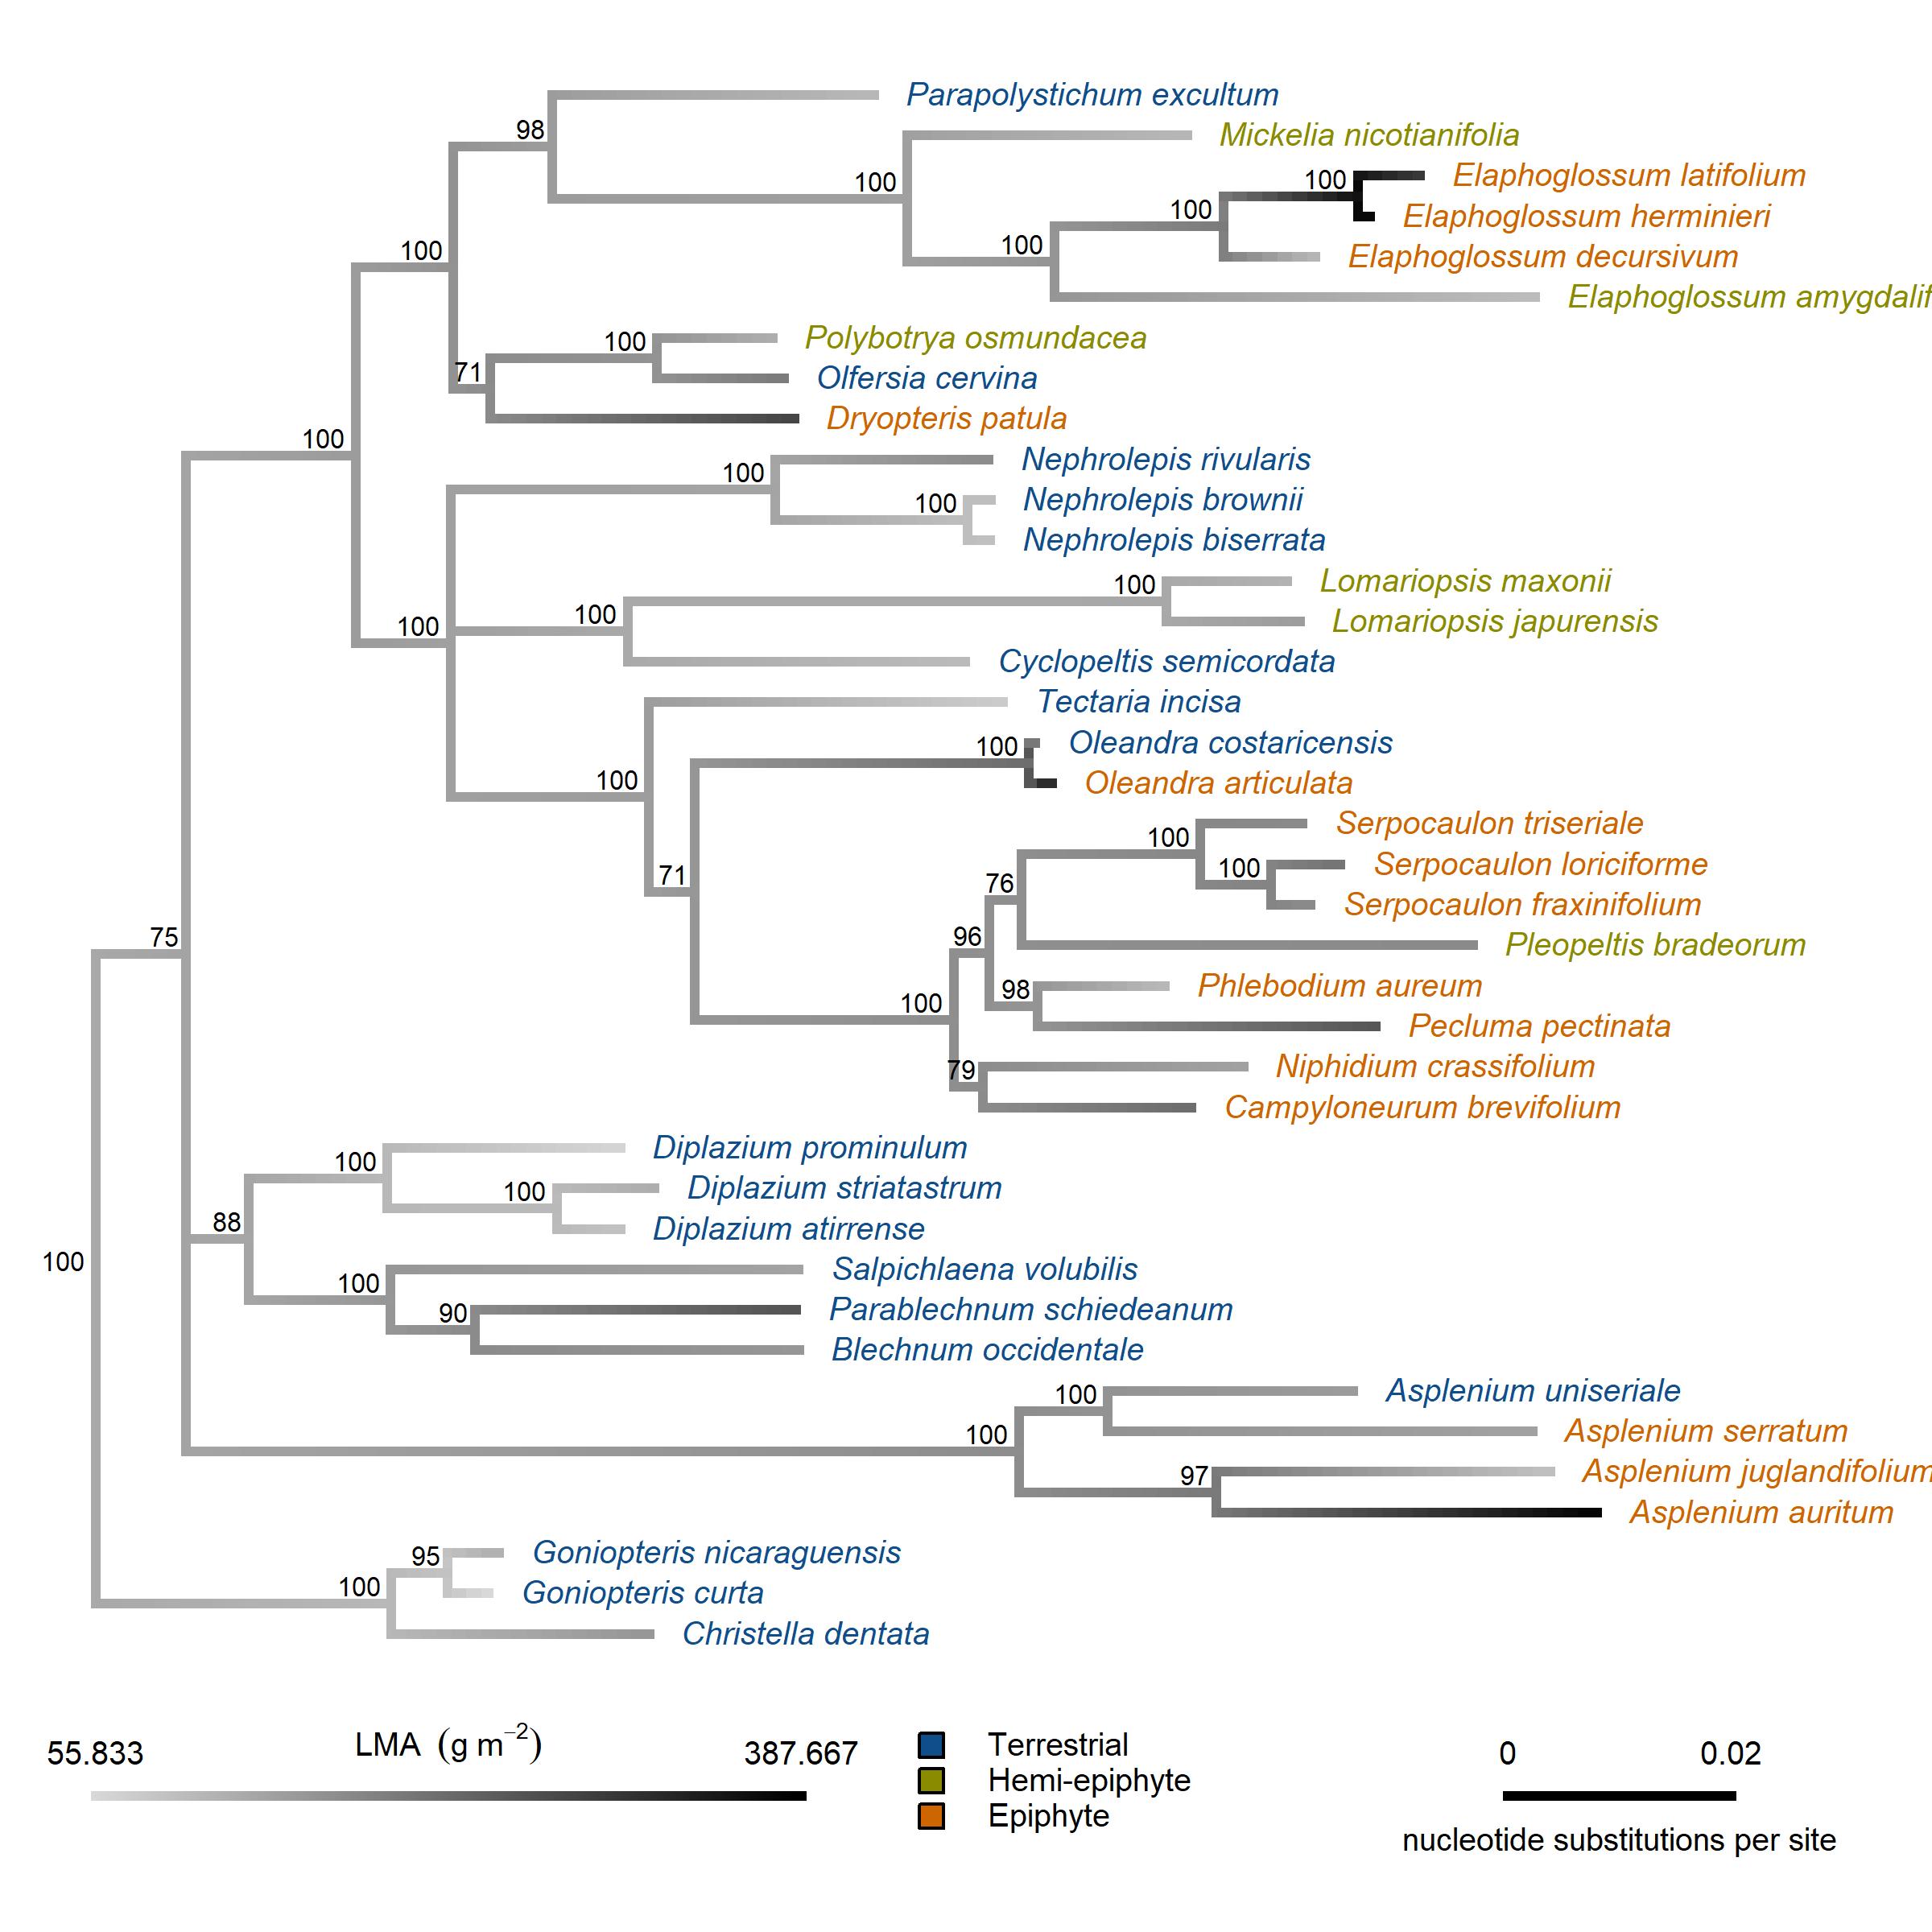 Parapolystichum excultum
98
Mickelia nicotianifolia
100
Elaphoglossum latifolium
100
Elaphoglossum herminieri
100
Elaphoglossum decursivum
100
100
Elaphoglossum amygdalif
Polybotrya osmundacea
100
71
Olfersia cervina
Dryopteris patula
100
Nephrolepis rivularis
100
Nephrolepis brownii
100
Nephrolepis biserrata
Lomariopsis maxonii
100
Lomariopsis japurensis
100
100
Cyclopeltis semicordata
Tectaria incisa
Oleandra costaricensis
100
Oleandra articulata
100
Serpocaulon triseriale
100
Serpocaulon loriciforme
100
71
76
Serpocaulon fraxinifolium
75
96
Pleopeltis bradeorum
Phlebodium aureum
98
100
Pecluma pectinata
Niphidium crassifolium
79
Campyloneurum brevifolium
Diplazium prominulum
100
Diplazium striatastrum
100
88
Diplazium atirrense
100
Salpichlaena volubilis
100
Parablechnum schiedeanum
90
Blechnum occidentale
Asplenium uniseriale
100
Asplenium serratum
100
Asplenium juglandifolium
97
Asplenium auritum
Goniopteris nicaraguensis
95
Goniopteris curta
100
Christella dentata
55.833 LMA (g m−2) 387.667
Terrestrial
Hemi-epiphyte
Epiphyte
0 0.02
nucleotide substitutions per site